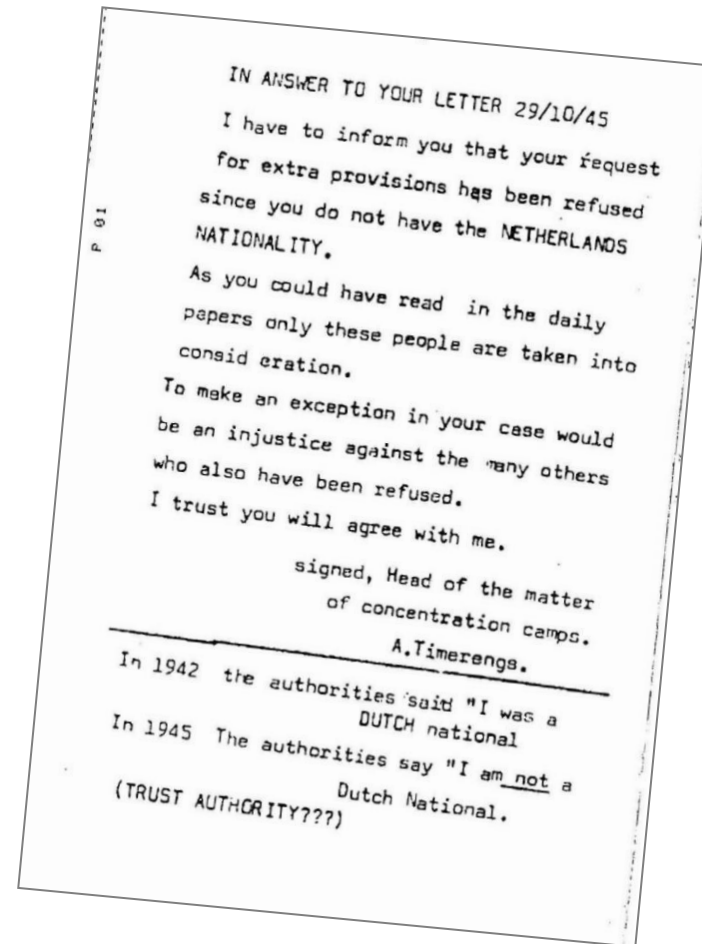 IN ANSWER TO YOUR LETTER 29/10/45
I have to inform you that your request
for extra provisions has been refused
since you do not have the NETHERLANDS
NATIONALITY.
As you could have read in the daily
papers only these people are taken into
consid eration.
To make an exception in your case would
be an injustice against the many others
who also have been refused.
I trust you will agree with me.
signed, Head of the matter
of concentration camps.
A.Timerengs.
In 1942 the authorities said "I was a
DUTCH national
In 1945 The authorities say "I am not a
Dutch National.
(TRUST AUTHORITY???)
P 01